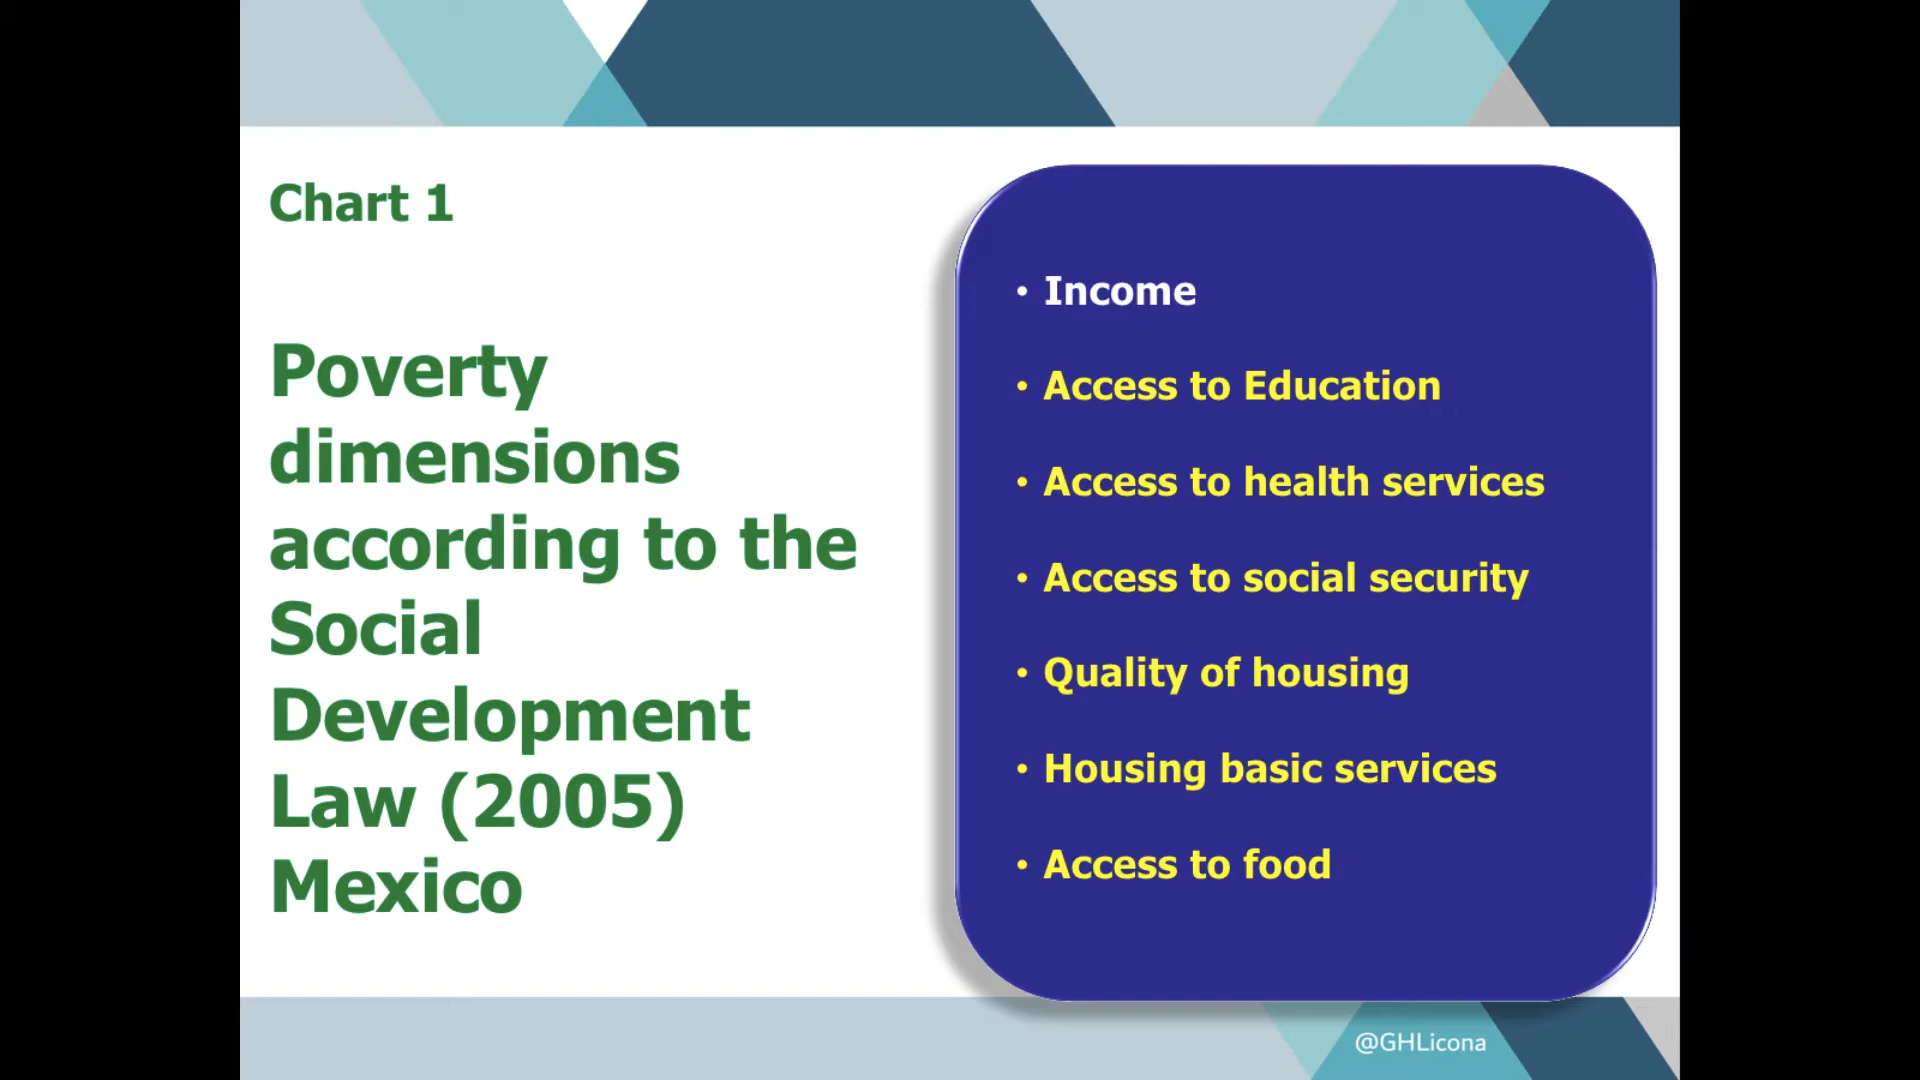 Chart 1
Poverty
dimensions
according to the
Social
Development
Law (2005)
Mexico
• Income
• Access to Education
• Access to health services
• Access to social security
• Quality of housing
• Housing basic services
• Access to food
@GHLicona